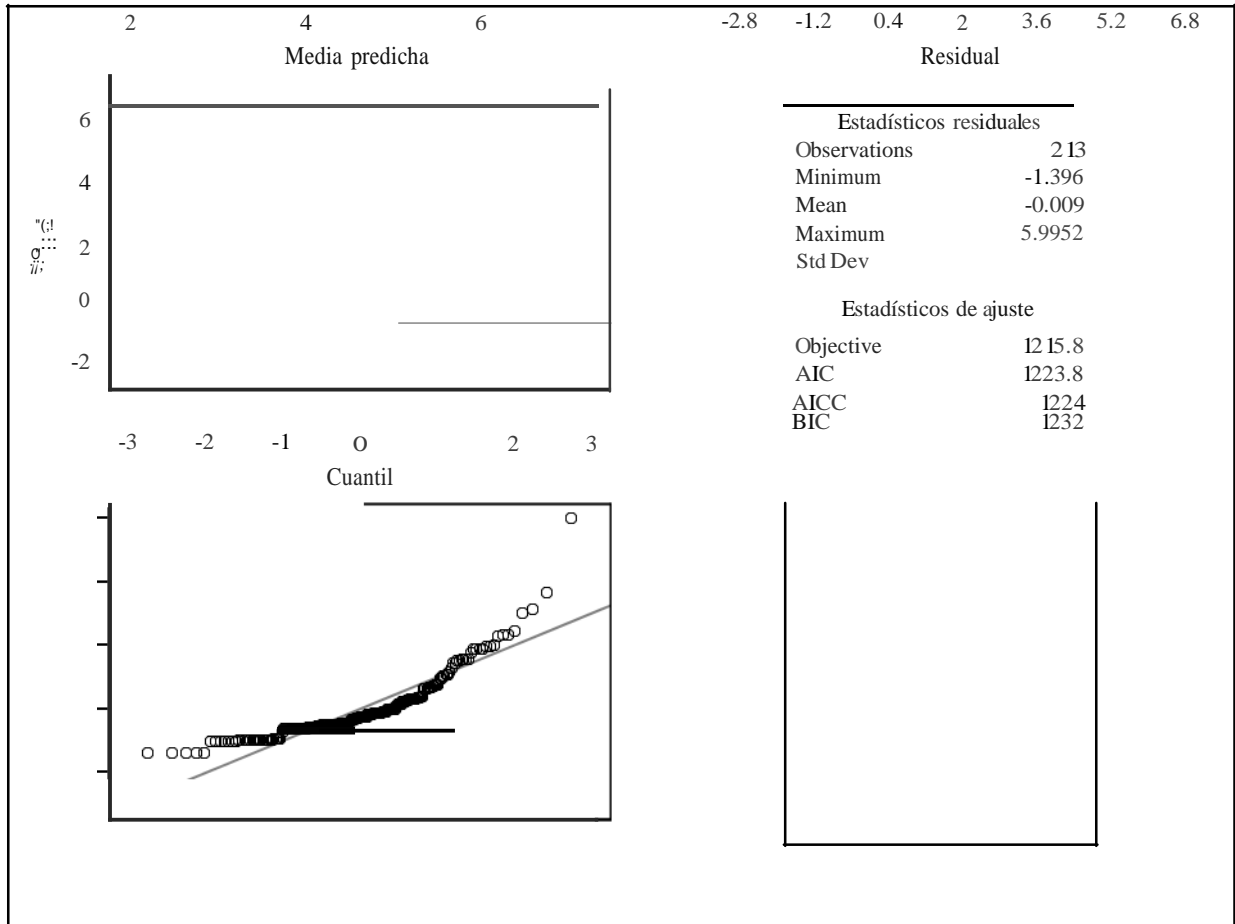 2 4 6
Media predicha
-2.8 -1.2 0.4 2 3.6 5.2 6.8
Residual
6
4
2
0
-2
-3 -2 -1 0 2 3
Cuantil
Estadísticos residuales
Observations 213
Minimum -1.396
Mean -0.009
Maximum 5.9952
Std Dev
Estadísticos de ajuste
Objective 1215.8
AIC 1223.8
AICC 1224
BIC 1232